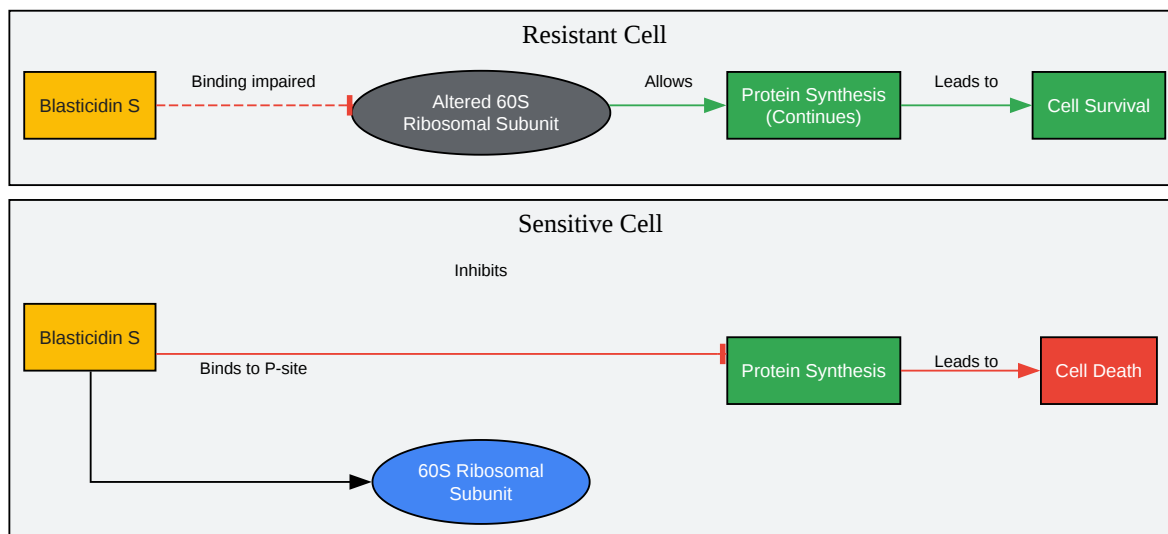 Resistant Cell
Blasticidin S
Binding impaired
Altered 60S
Ribosomal Subunit
Allows
Protein Synthesis
(Continues)
Leads to
Cell Survival
Sensitive Cell
Inhibits
Blasticidin S
Binds to P-site
Protein Synthesis
Leads to
Cell Death
60S Ribosomal
Subunit